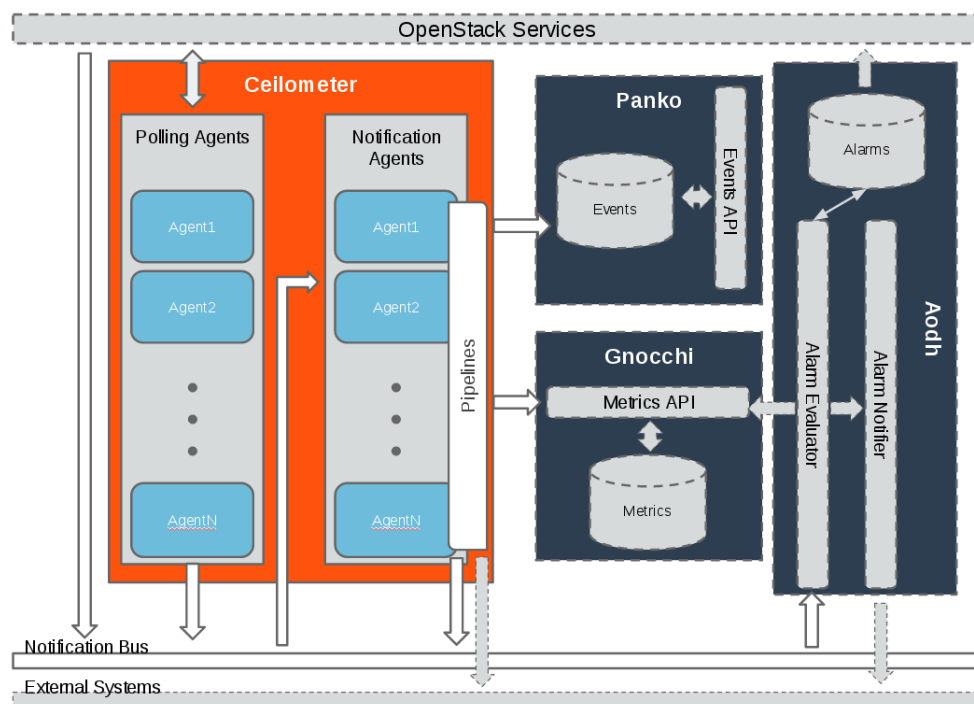 OpenStack Services
Ceilometer
Polling Agents
Agent1
Agent2
AgentN
Notification
Agents
Agent1
Agent2
AgentN
Pipelines
Panko
Events
Events API
Gnocchi
Metrics API
Metrics
Aodh
Alarms
Alarm Evaluator
Alarm Notifier
Notification Bus
External Systems